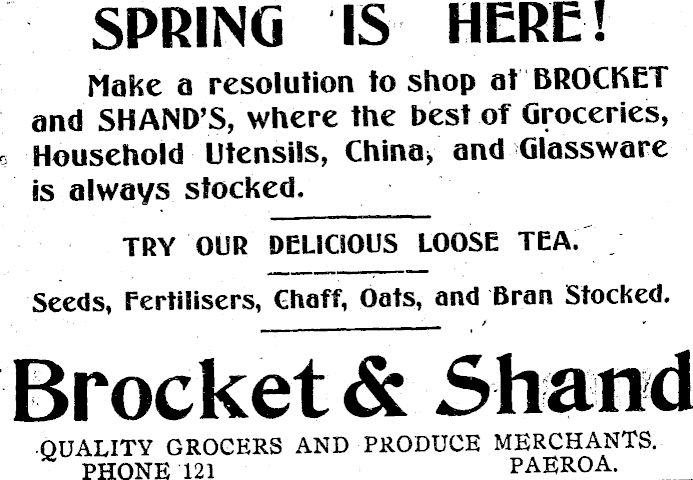 SPRING IS HERE!
Make a resolution to shop at BROCKET
and SHAND'S, where the best of Groceries,
Household Utensils, China, and Glassware
is always stocked.
TRY OUR DELICIOUS LOOSE TEA.
Seeds, Fertilisers, Chaff, Oats, and Bran Stocked.
Brocket & Shand
QUALITY GROCERS AND PRODUCE MERCHANTS.
PHONE 121 PAEROA.